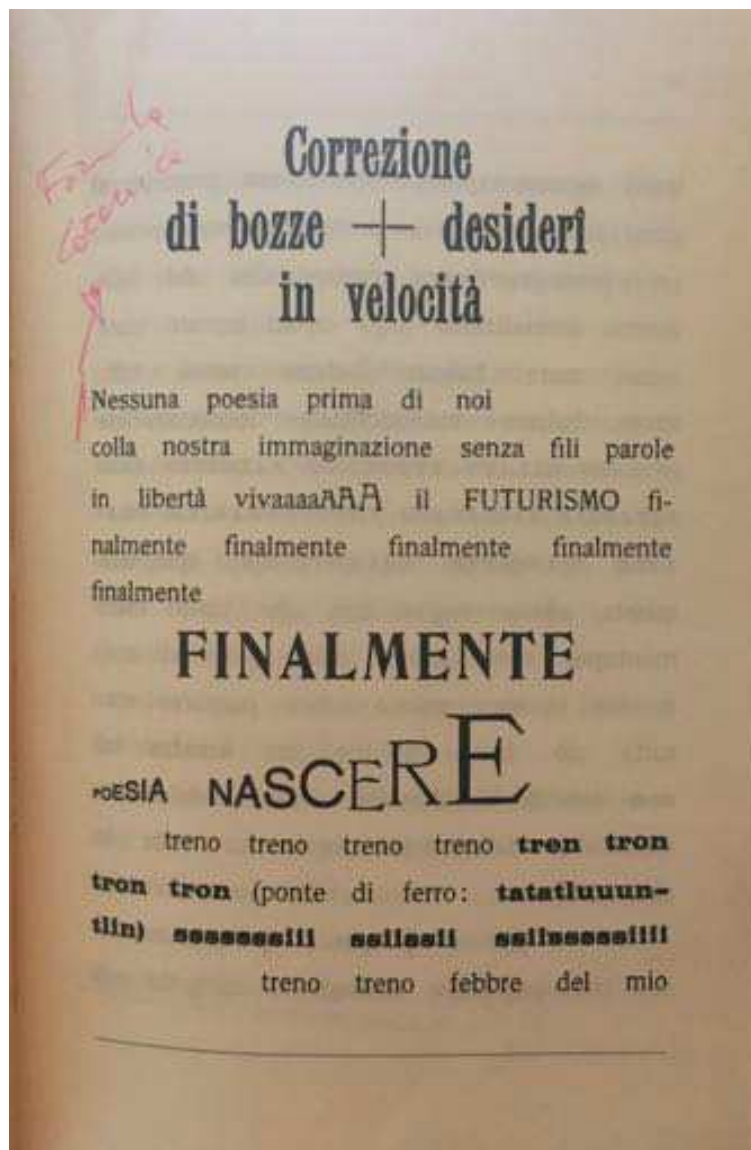 Correzione
di bozze + desiderî
in velocità
Nessuna poesia prima di noi
colla nostra immaginazione senza fili parole
in libertà vivaaaaAAA il FUTURISMO fi-
nalmente finalmente finalmente finalmente
finalmente
FINALMENTE
POESIA NASCERE
treno treno treno treno tren tron
tron tron (ponte di ferro: tatatluuun-
tlin) sssssssiii ssiissii ssiisssssiiii
treno treno febbre del mio